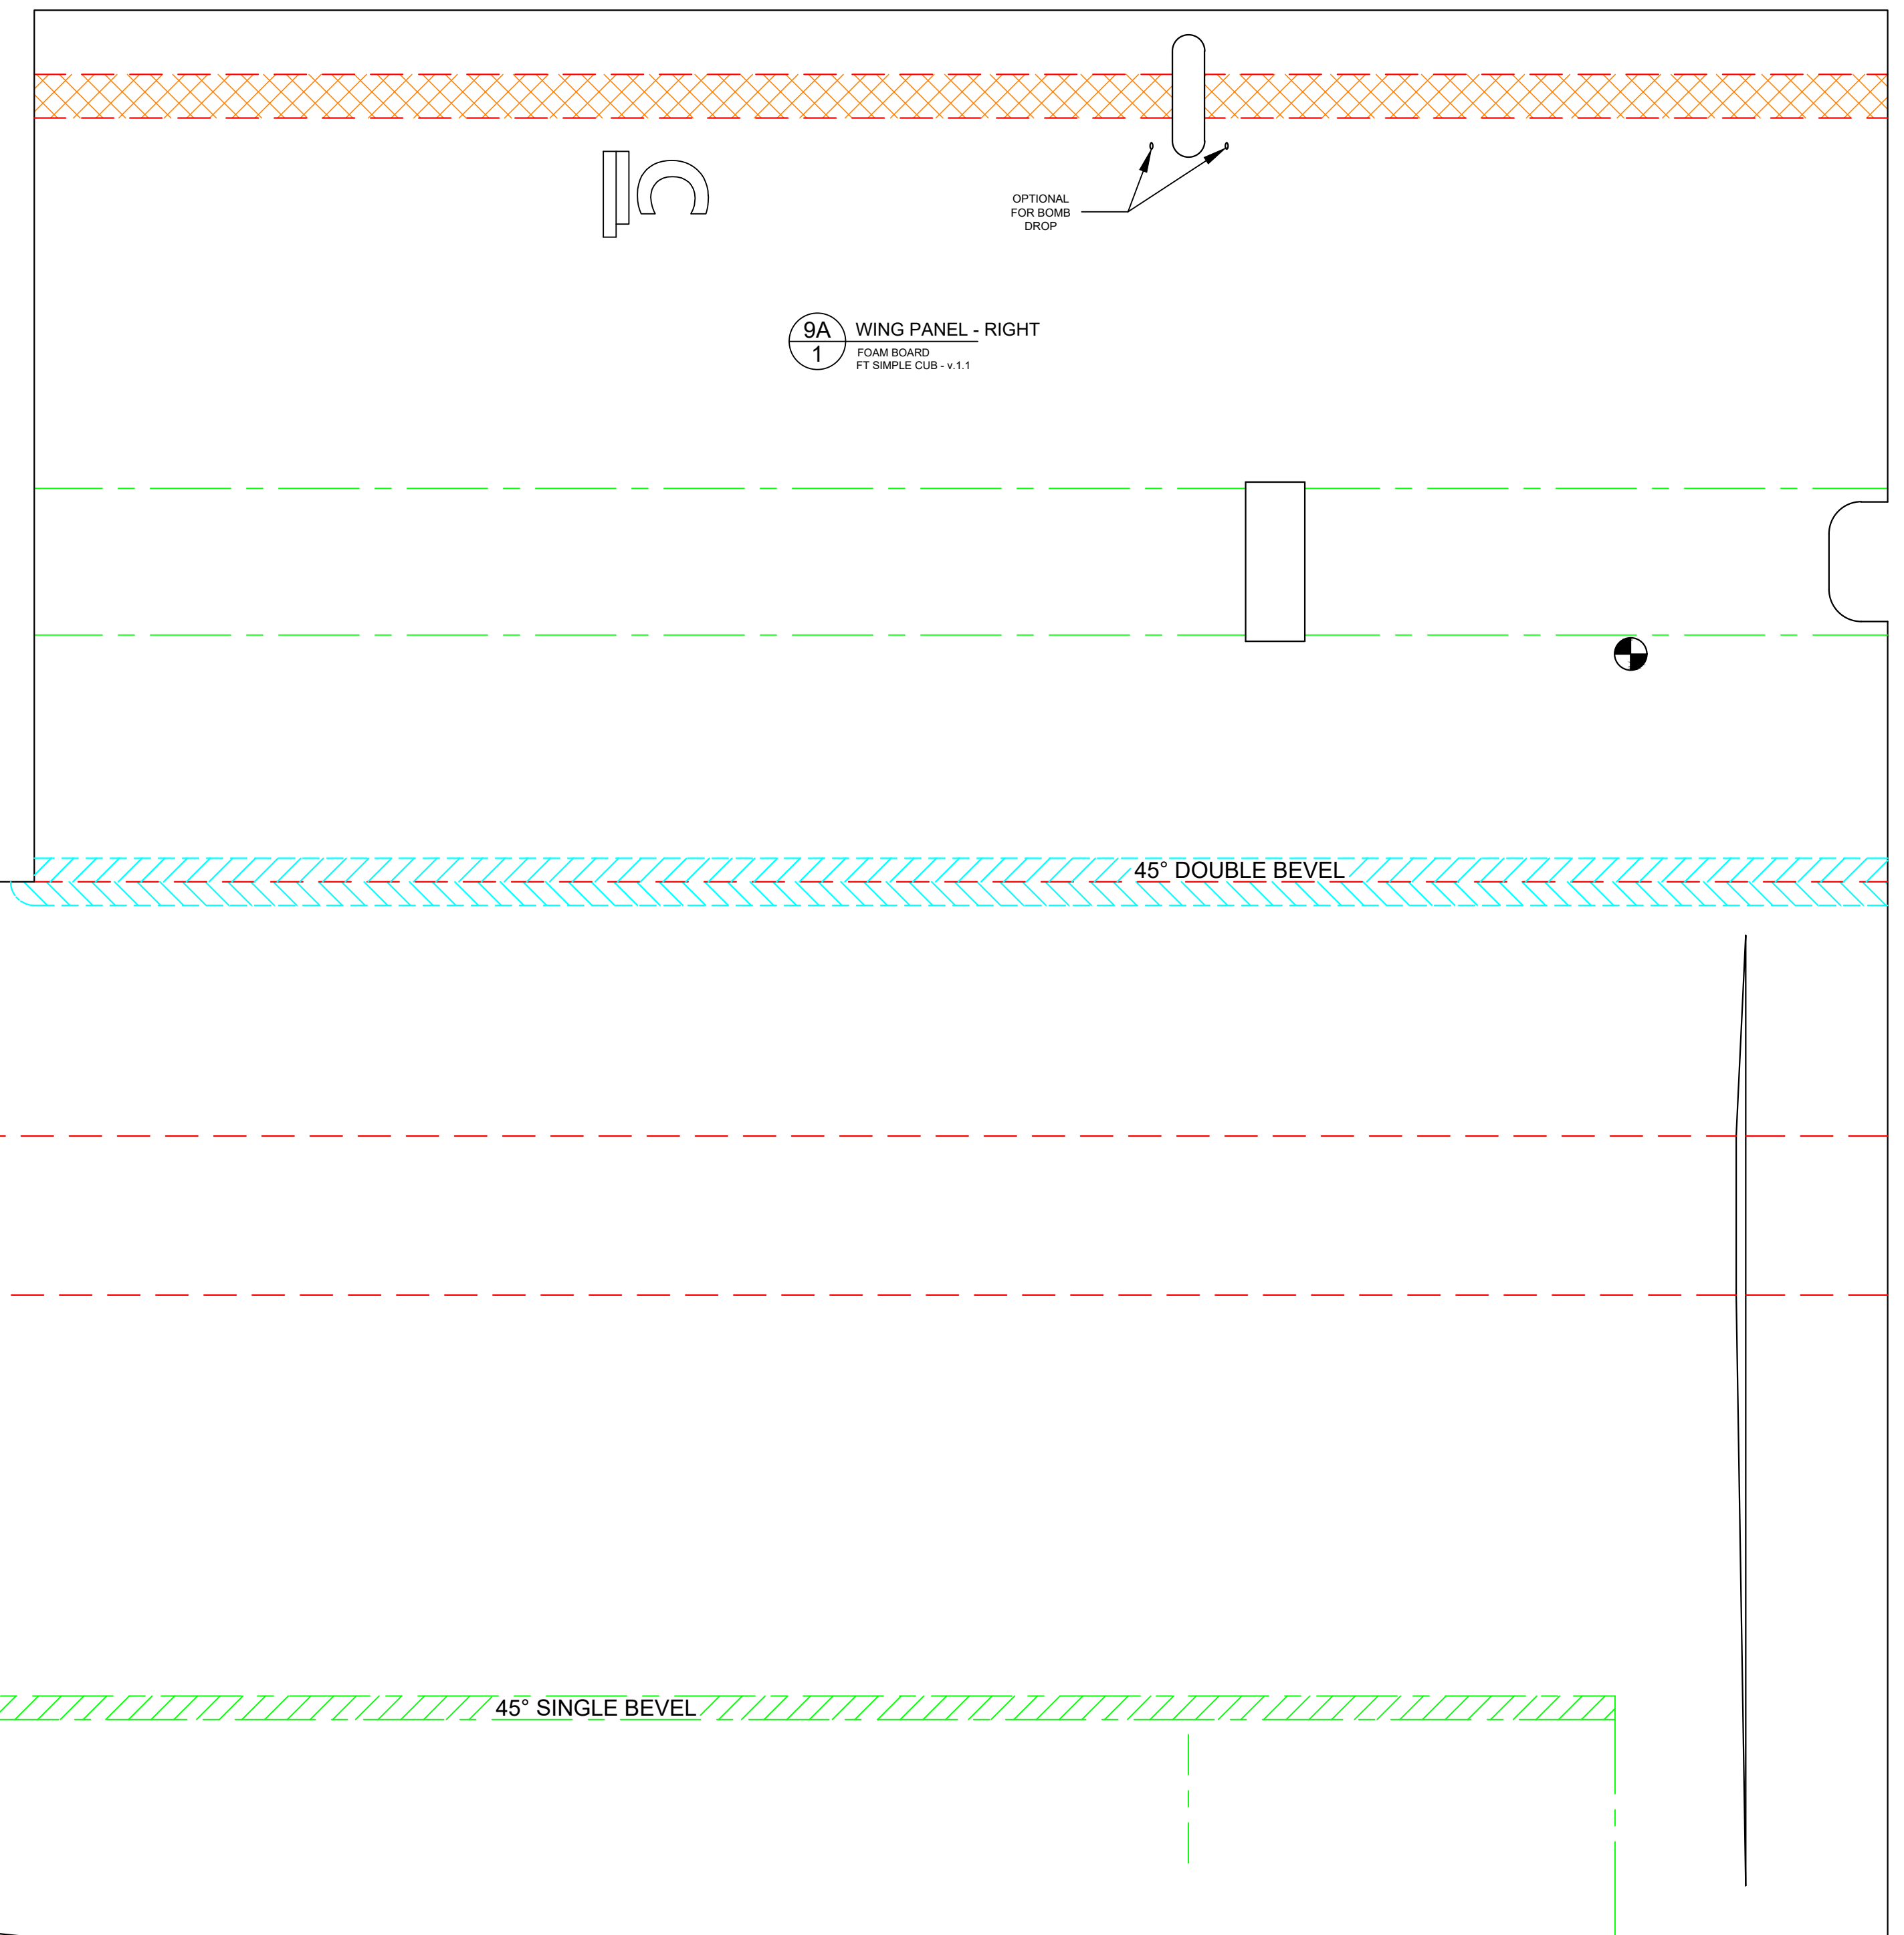 OPTIONAL
FOR BOMB
DROP
9A
1
WING PANEL - RIGHT
FOAM BOARD
FT SIMPLE CUB - v.1.1
45° DOUBLE BEVEL
45° SINGLE BEVEL